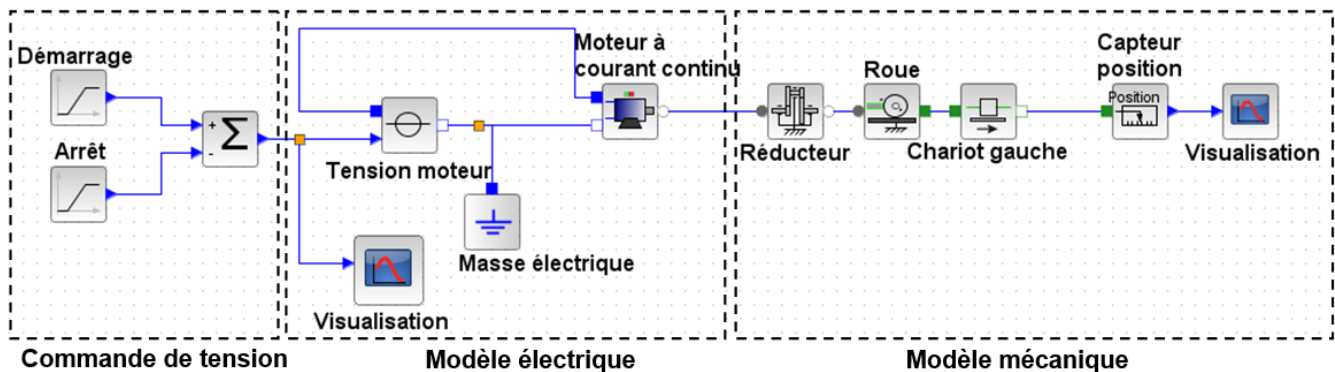 Démarrage
Arrêt
+
-
Σ
Tension moteur
Masse électrique
Visualisation
Moteur à
courant continu
Réducteur
Roue
Chariot gauche
Capteur
position
Position
Visualisation
Commande de tension
Modèle électrique
Modèle mécanique